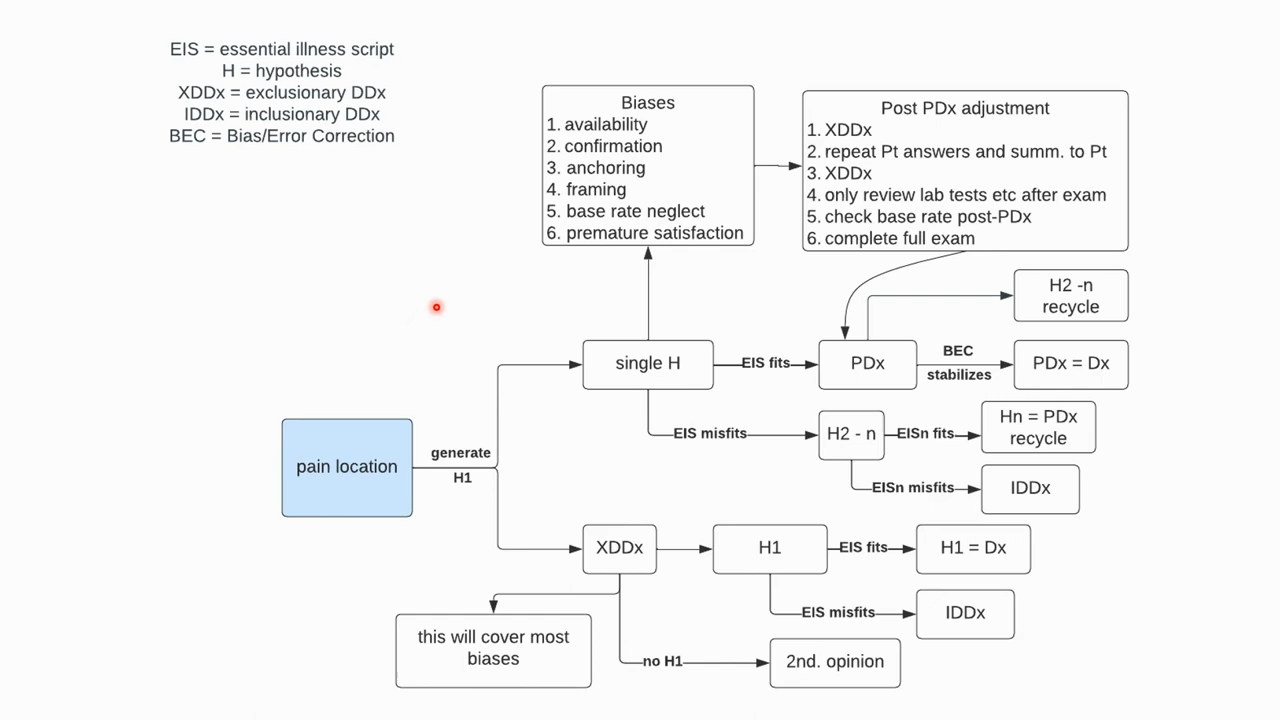 EIS = essential illness script
H = hypothesis
XDDx = exclusionary DDx
IDDx = inclusionary DDx
BEC = Bias/Error Correction
Biases
1. availability
2. confirmation
3. anchoring
4. framing
5. base rate neglect
6. premature satisfaction
Post PDx adjustment
1. XDDx
2. repeat Pt answers and summ. to Pt
3. XDDx
4. only review lab tests etc after exam
5. check base rate post-PDx
6. complete full exam
H2 -n
recycle
single H
EIS fits
PDx
BEC
stabilizes
PDx = Dx
EIS misfits
H2 - n
EISn fits
Hn = PDx
recycle
EISn misfits
IDDx
pain location
generate
H1
XDDx
H1
EIS fits
H1 = Dx
EIS misfits
IDDx
this will cover most
biases
no H1
2nd. opinion